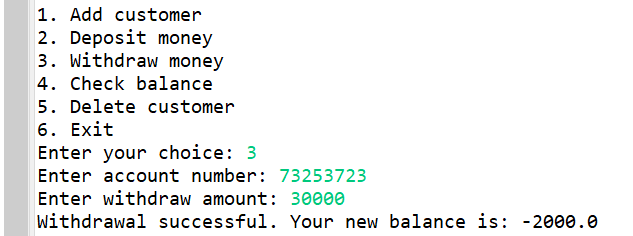 1. Add customer
2. Deposit money
3. Withdraw money
4. Check balance
5. Delete customer
6. Exit
Enter your choice: 3
Enter account number: 73253723
Enter withdraw amount: 30000
Withdrawal successful. Your new balance is: -2000.0